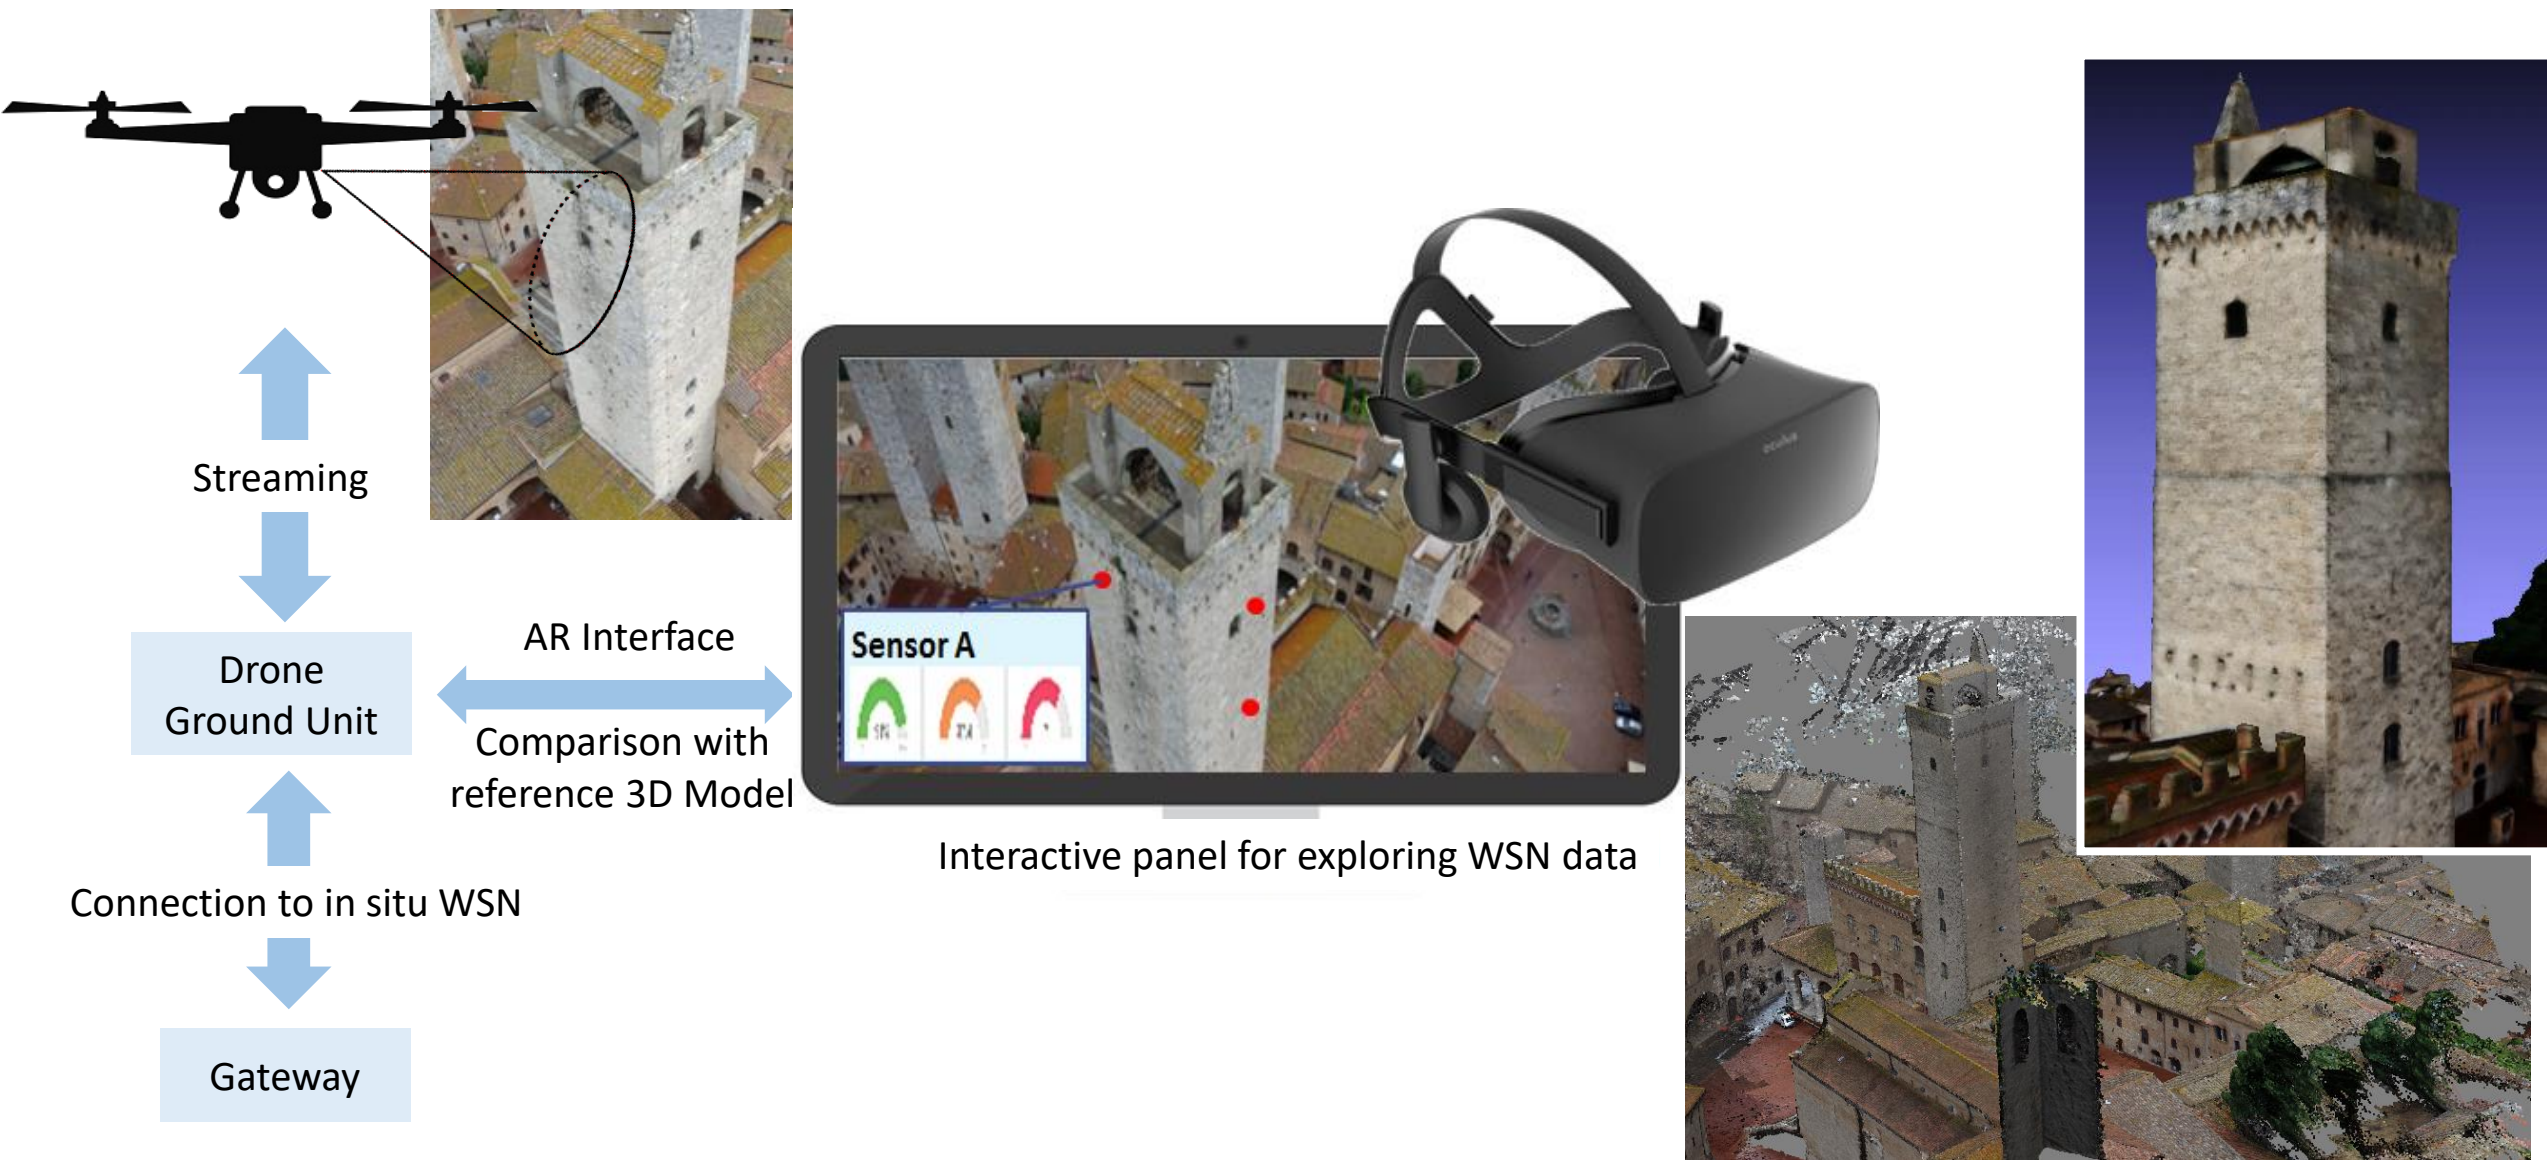 Streaming
Drone
Ground Unit
AR Interface
Comparison with
reference 3D Model
Connection to in situ WSN
Gateway
Sensor A
oculus
Interactive panel for exploring WSN data